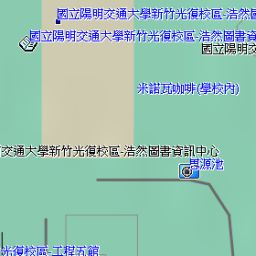 國立陽明交通大學新竹光復校區-浩然
國立陽明交通大學新竹光復校區-浩然圖書資
國立陽明交
米諾瓦咖啡(學校內)
交通大學新竹光復校區-浩然圖書資訊中心
思源池
光復校區-工程五館